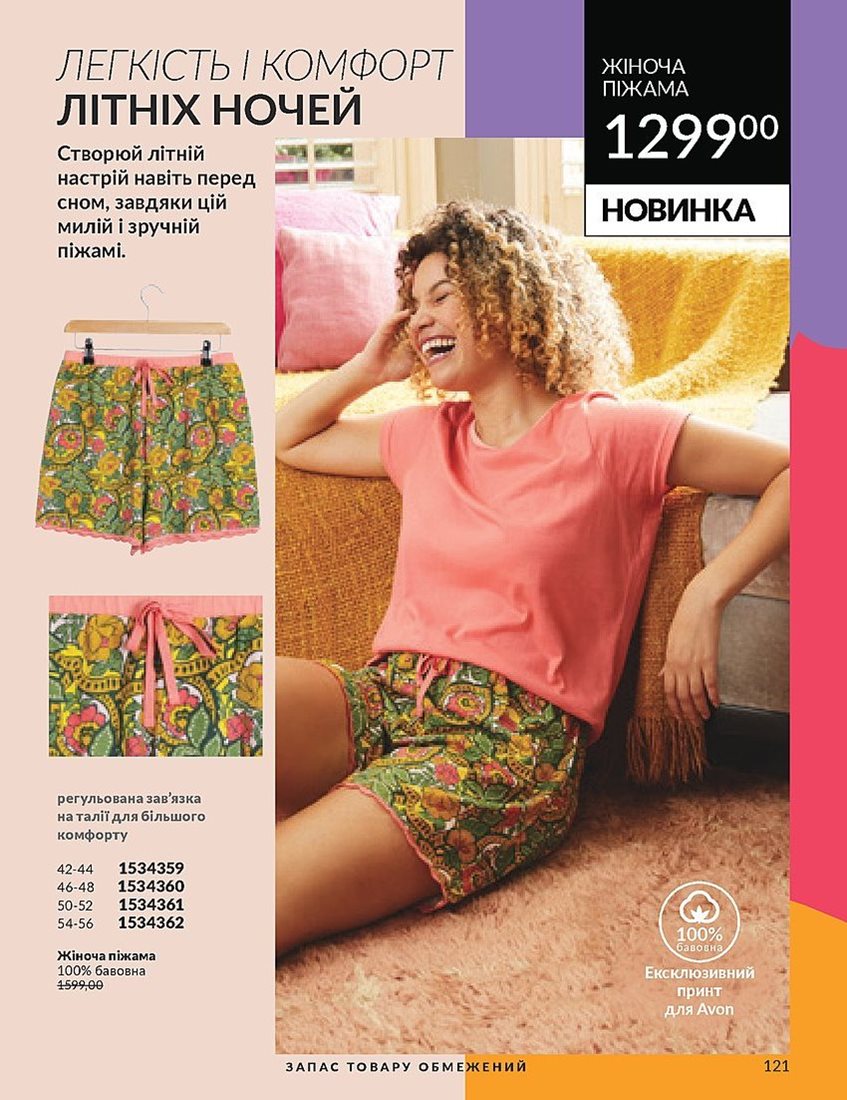 ЛЕГКІСТЬ І КОМФОРТ
ЛІТНІХ НОЧЕЙ
Створюй літній
настрій навіть перед
сном, завдяки цій
милій і зручній
піжамі.
ЖІНОЧА
ПІЖАМА
1299⁰⁰
НОВИНКА
регульована зав’язка
на талії для більшого
комфорту
42-44 1534359
46-48 1534360
50-52 1534361
54-56 1534362
Жіноча піжама
100% бавовна
1599,00
100%
бавовна
Ексклюзивний
принт
для Avon
ЗАПАС ТОВАРУ ОБМЕЖЕНИЙ
121